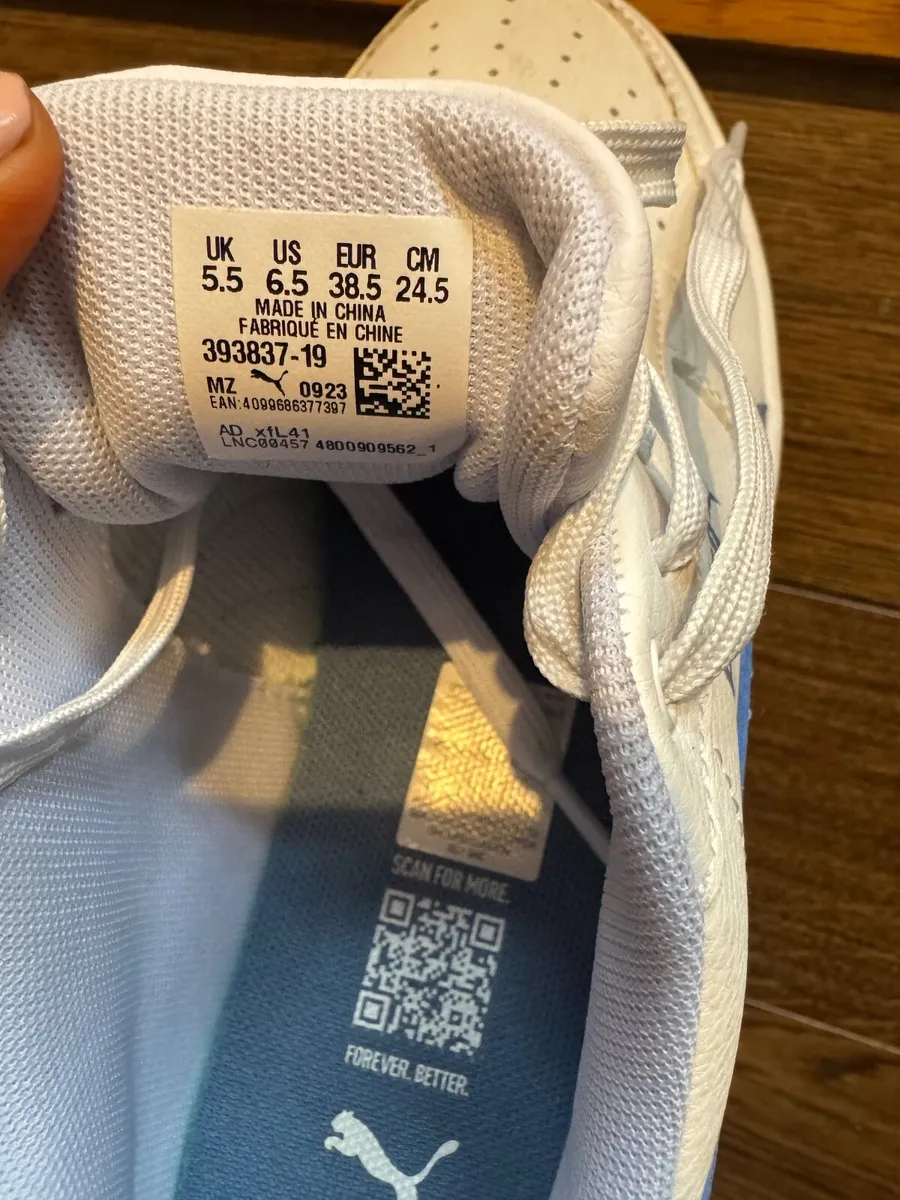 UK US EUR CM
5.5 6.5 38.5 24.5
MADE IN CHINA
FABRIQUÉ EN CHINE
393837-19
MZ 0923
EAN:4099686377397
AD xfL41
LNC00457 4800909562_1
SCAN FOR MORE.
FOREVER. BETTER.